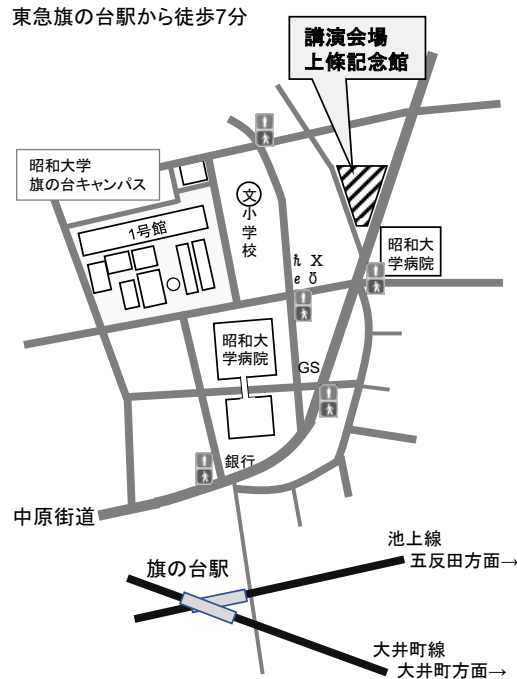 東急旗の台駅から徒歩7分
講演会場
上條記念館
昭和大学
旗の台キャンパス
文
小学校
1号館
昭和大
学病院
昭和大
学病院
GS
銀行
中原街道
池上線
五反田方面→
旗の台駅
大井町線
大井町方面→